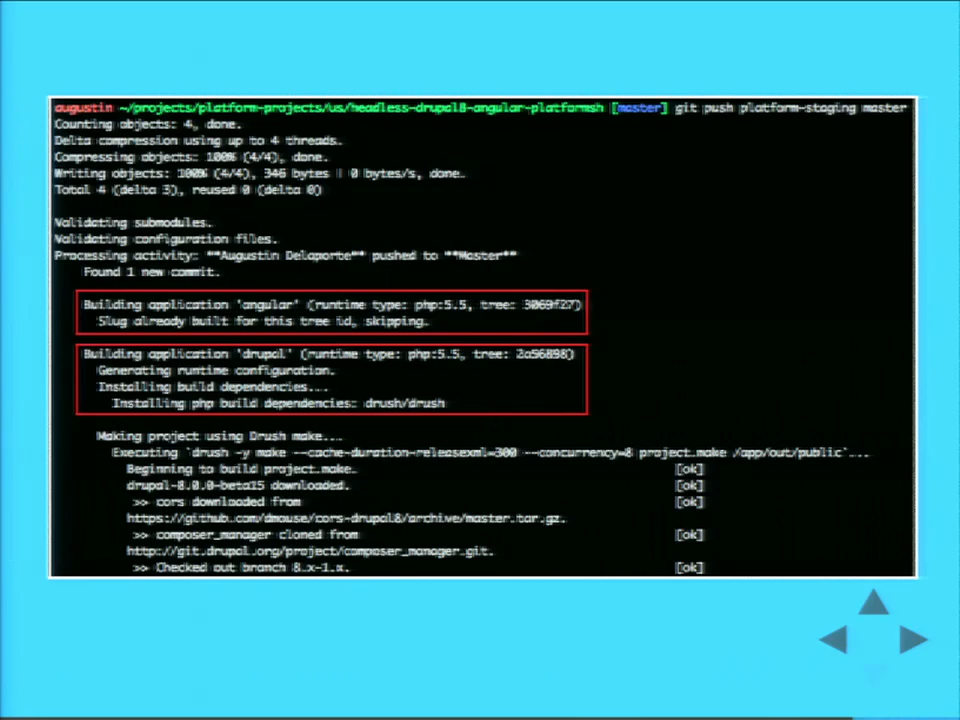 augustin ~/projects/platform-projects/us/headless-drupal8-angular-platformsh [master] git push platform-staging master
Counting objects: 4, done.
Delta compression using up to 4 threads.
Compressing objects: 100% (4/4), done.
Writing objects: 100% (4/4), 346 bytes | 0 bytes/s, done.
Total 4 (delta 3), reused 0 (delta 0)
Validating submodules.
Validating configuration files.
Processing activity: **Augustin Delaporte** pushed to **Master**
Found 1 new commit.
Building application 'angular' (runtime type: php:5.5, tree: 3069f27)
Slug already built for this tree id, skipping.
Building application 'drupal' (runtime type: php:5.5, tree: 2a56898)
Generating runtime configuration.
Installing build dependencies...
Installing php build dependencies: drush/drush
Making project using Drush make...
Executing `drush -y make --cache-duration-releasexml=300 --concurrency=8 project.make /app/out/public`...
Beginning to build project.make. [ok]
drupal-8.0.0-beta15 downloaded. [ok]
>> cors downloaded from [ok]
https://github.com/dmouse/cors-drupal8/archive/master.tar.gz.
>> composer_manager cloned from [ok]
http://git.drupal.org/project/composer_manager.git.
>> Checked out branch 8.x-1.x. [ok]